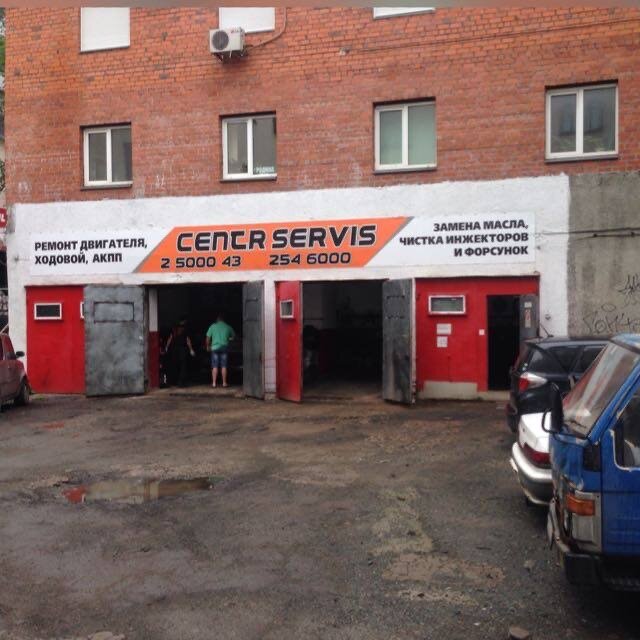 РЕМОНТ ДВИГАТЕЛЯ,
ХОДОВОЙ, АКПП
CENTR SERVIS
2 5000 43 254 6000
ЗАМЕНА МАСЛА,
ЧИСТКА ИНЖЕКТОРОВ
И ФОРСУНОК